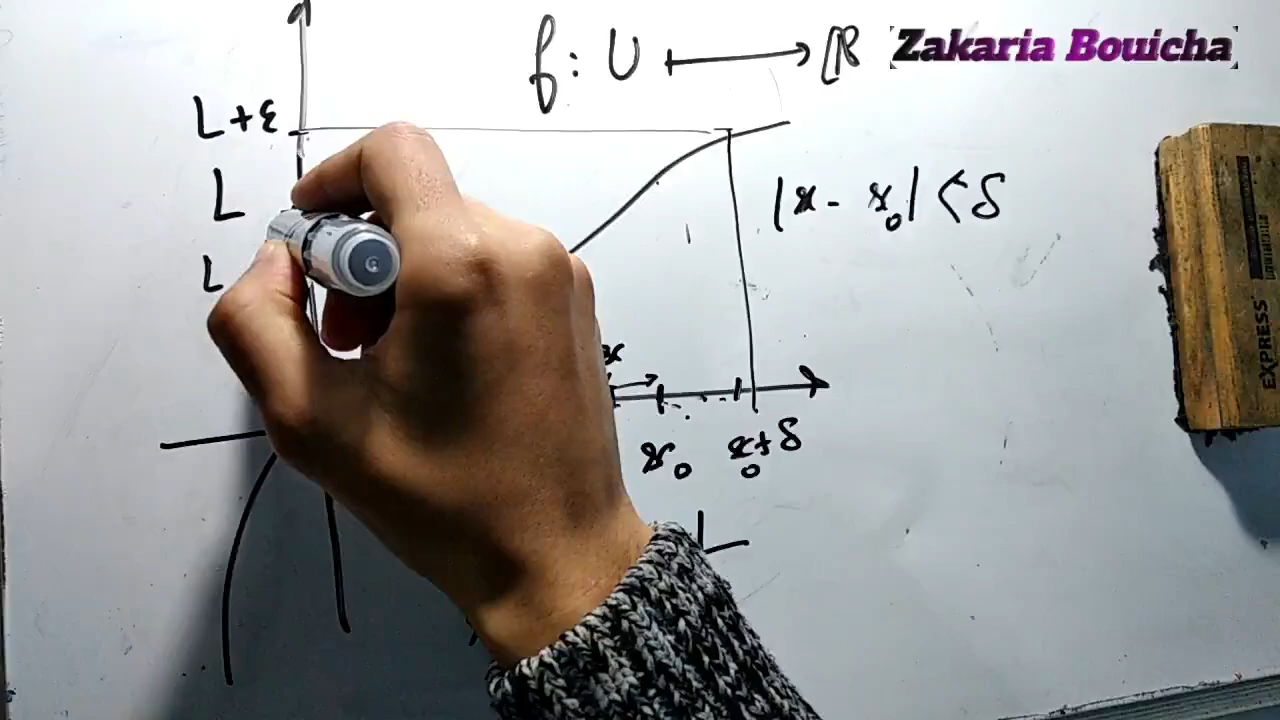 f: U ⟼ ℝ
Zakaria Bouicha
L+ε
L
|x - x₀| < δ
L
x
x₀ x₀+δ
L
EXPRESS